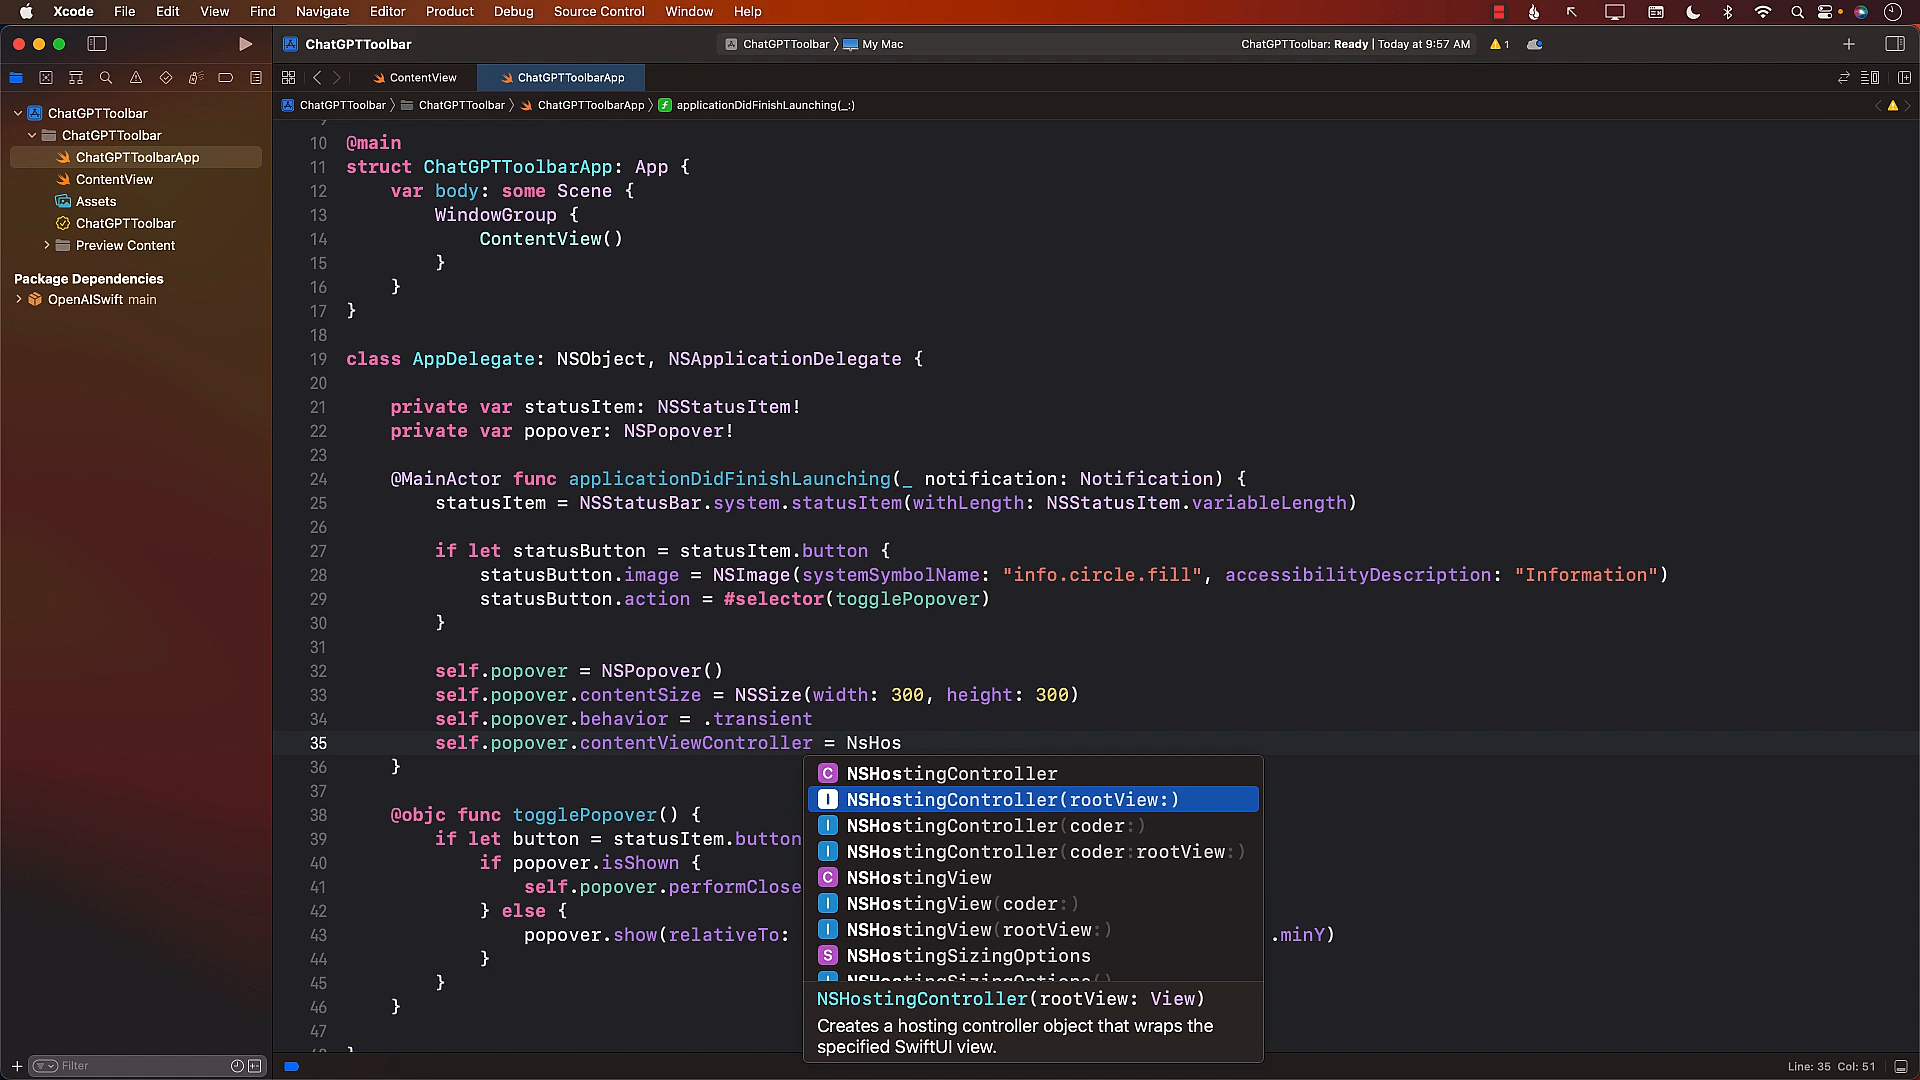 Xcode File Edit View Find Navigate Editor Product Debug Source Control Window Help
ChatGPTToolbar
ChatGPTToolbar My Mac
ChatGPTToolbar: Ready | Today at 9:57 AM
1
ContentView
ChatGPTToolbarApp
ChatGPTToolbar ChatGPTToolbar ChatGPTToolbarApp applicationDidFinishLaunching(_:)
ChatGPTToolbar
ChatGPTToolbar
ChatGPTToolbarApp
ContentView
Assets
ChatGPTToolbar
Preview Content
Package Dependencies
OpenAISwift main
10 @main
11 struct ChatGPTToolbarApp: App {
12 var body: some Scene {
13 WindowGroup {
14 ContentView()
15 }
16 }
17 }
18
19 class AppDelegate: NSObject, NSApplicationDelegate {
20
21 private var statusItem: NSStatusItem!
22 private var popover: NSPopover!
23
24 @MainActor func applicationDidFinishLaunching(_ notification: Notification) {
25 statusItem = NSStatusBar.system.statusItem(withLength: NSStatusItem.variableLength)
26
27 if let statusButton = statusItem.button {
28 statusButton.image = NSImage(systemSymbolName: "info.circle.fill", accessibilityDescription: "Information")
29 statusButton.action = #selector(togglePopover)
30 }
31
32 self.popover = NSPopover()
33 self.popover.contentSize = NSSize(width: 300, height: 300)
34 self.popover.behavior = .transient
35 self.popover.contentViewController = NsHos
36 }
37
38 @objc func togglePopover() {
39 if let button = statusItem.button
40 if popover.isShown {
41 self.popover.performClose
42 } else {
43 popover.show(relativeTo: .minY)
44 }
45 }
46 }
47
C NSHostingController
I NSHostingController(rootView:)
I NSHostingController(coder:)
I NSHostingController(coder:rootView:)
C NSHostingView
I NSHostingView(coder:)
I NSHostingView(rootView:)
S NSHostingSizingOptions
NSHostingSizingOptions()
NSHostingController(rootView: View)
Creates a hosting controller object that wraps the
specified SwiftUI view.
Filter
Line: 35 Col: 51